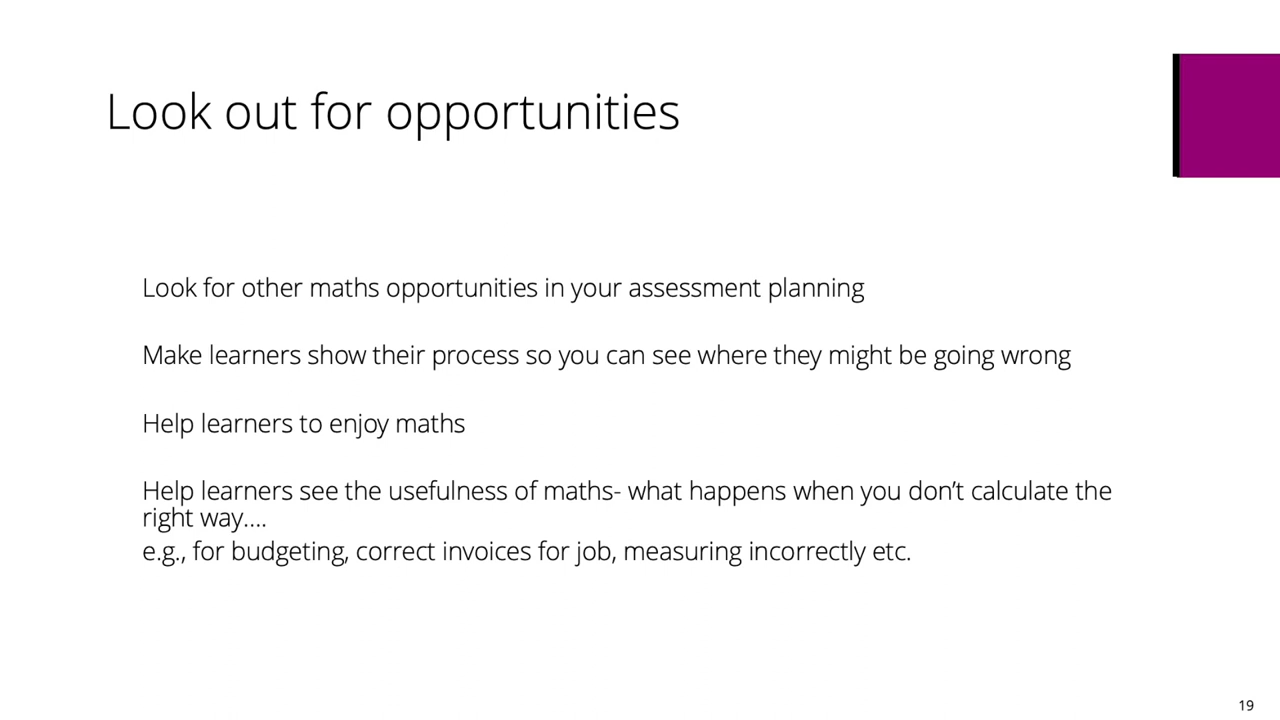 Look out for opportunities
Look for other maths opportunities in your assessment planning
Make learners show their process so you can see where they might be going wrong
Help learners to enjoy maths
Help learners see the usefulness of maths- what happens when you don’t calculate the
right way....
e.g., for budgeting, correct invoices for job, measuring incorrectly etc.
19